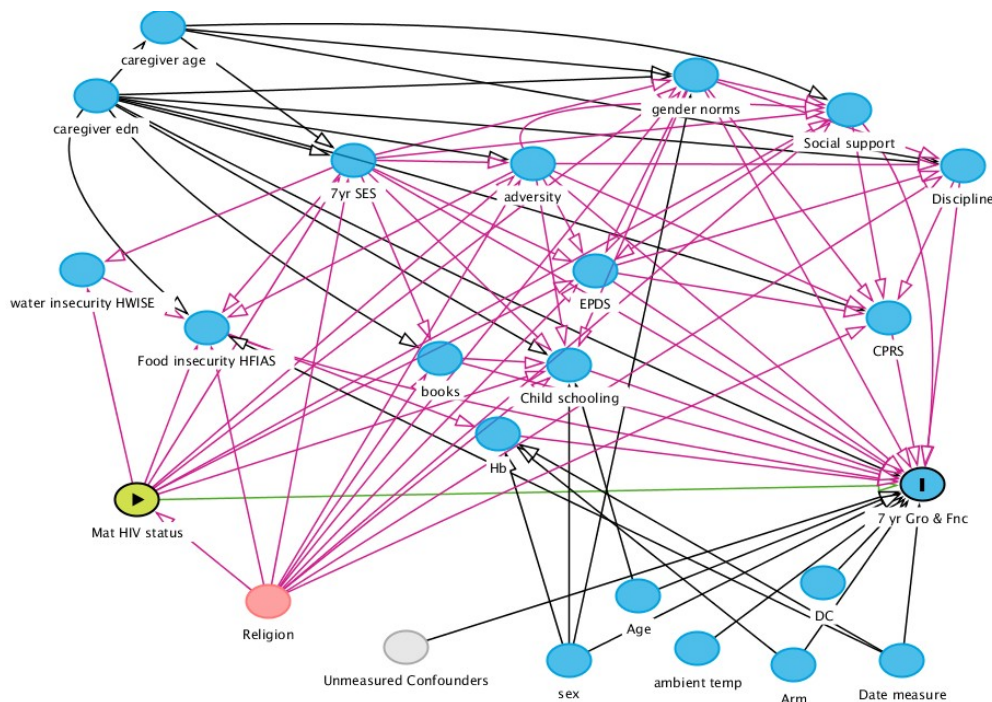 caregiver age
caregiver edn
gender norms
Social support
Discipline
7yr SES
adversity
water insecurity HWISE
EPDS
Food insecurity HFIAS
CPRS
books
Child schooling
Hb
Mat HIV status
7 yr Gro & Fnc
Religion
Age
DC
Unmeasured Confounders
sex
ambient temp
Arm
Date measure